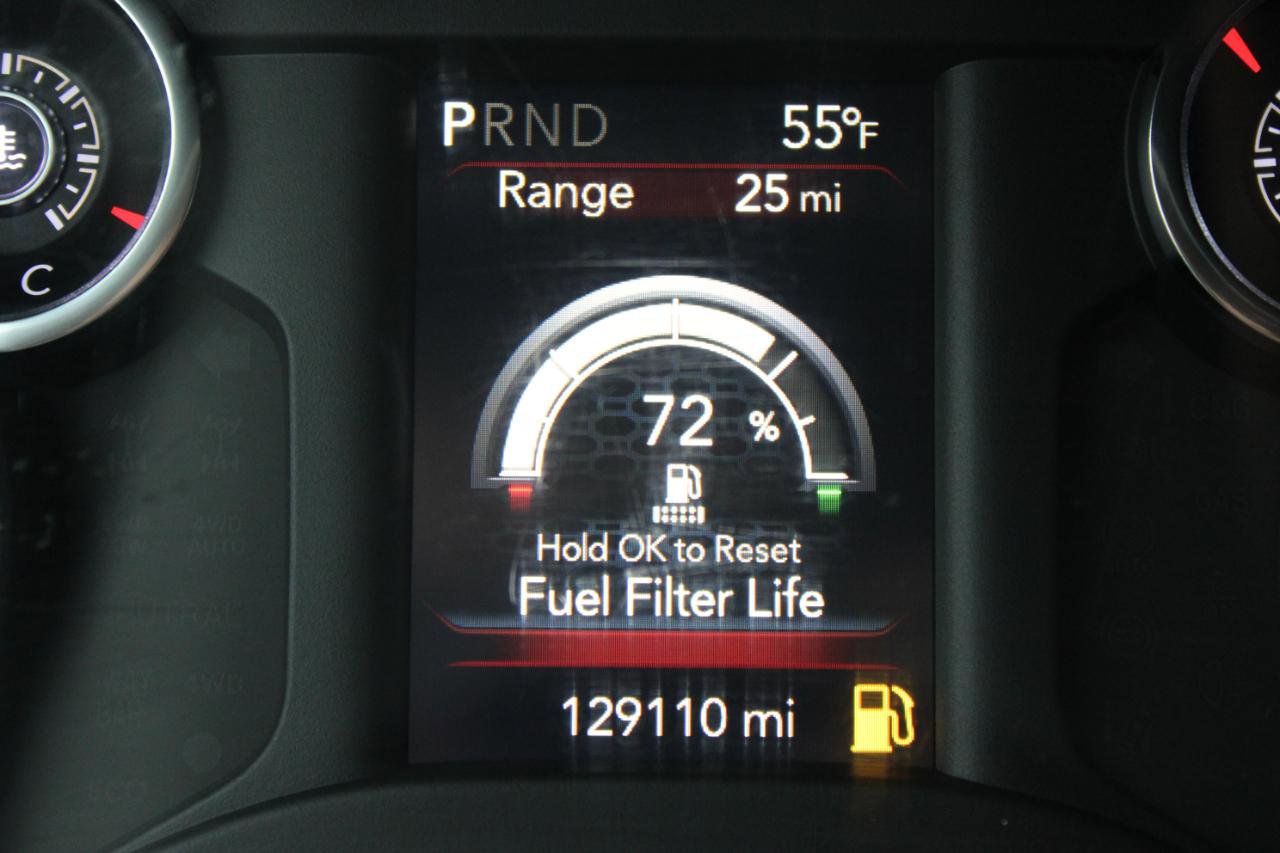 PRND 55°F
Range 25 mi
C
72 %
Hold OK to Reset
Fuel Filter Life
129110 mi